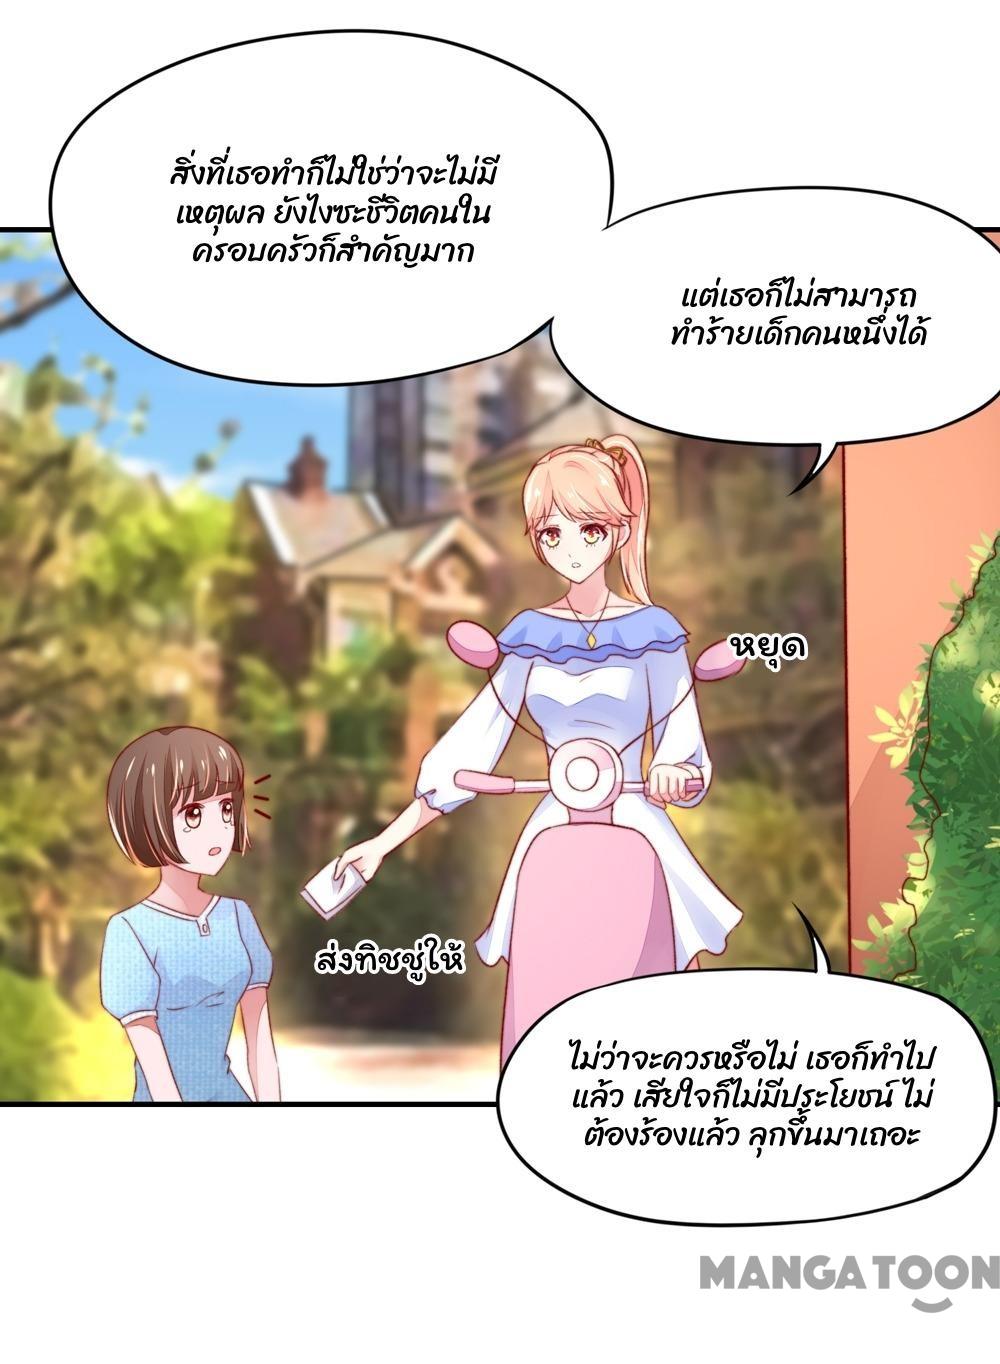 สิ่งที่เธอทำก็ไม่ใช่ว่าจะไม่มี
เหตุผล ยังไงซะชีวิตคนใน
ครอบครัวก็สำคัญมาก
แต่เธอก็ไม่สามารถ
ทำร้ายเด็กคนหนึ่งได้
หยุด
ส่งทิชชู่ให้
ไม่ว่าจะควรหรือไม่ เธอก็ทำไป
แล้ว เสียใจก็ไม่มีประโยชน์ ไม่
ต้องร้องแล้ว ลุกขึ้นมาเถอะ
MANGATOON